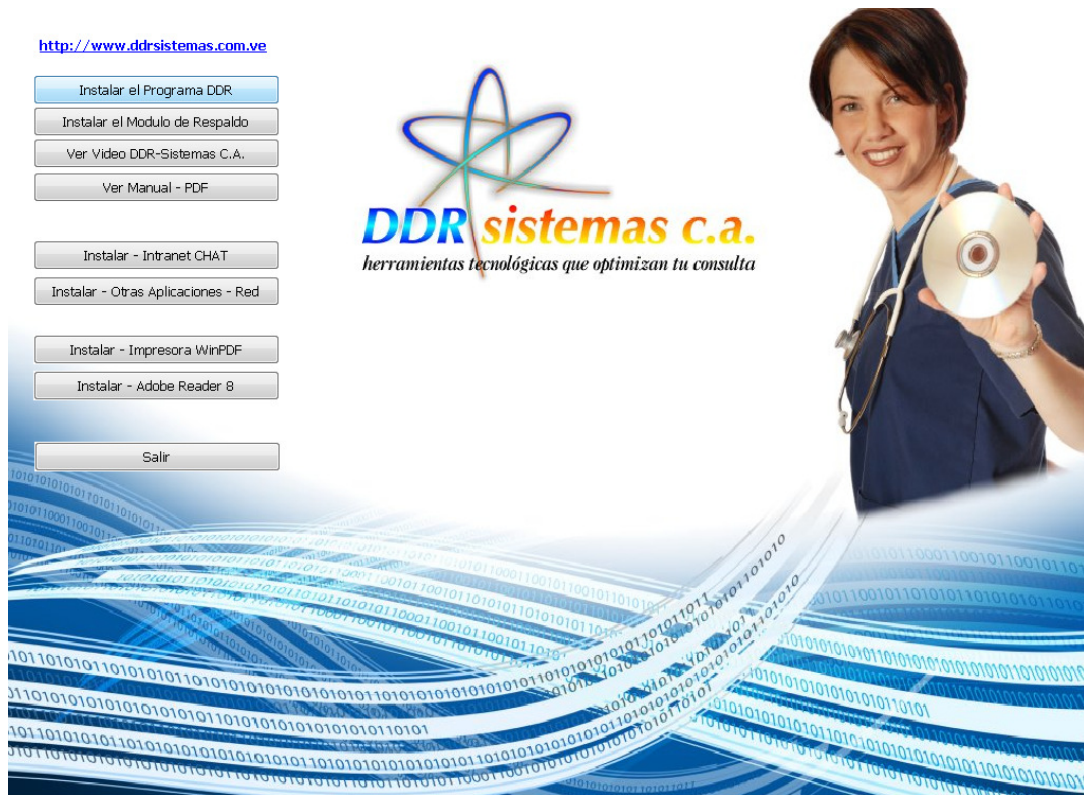 http://www.ddrsistemas.com.ve
Instalar el Programa DDR
Instalar el Modulo de Respaldo
Ver Video DDR-Sistemas C.A.
Ver Manual - PDF
Instalar - Intranet CHAT
Instalar - Otras Aplicaciones - Red
Instalar - Impresora WinPDF
Instalar - Adobe Reader 8
Salir
DDR sistemas c.a.
herramientas tecnológicas que optimizan tu consulta